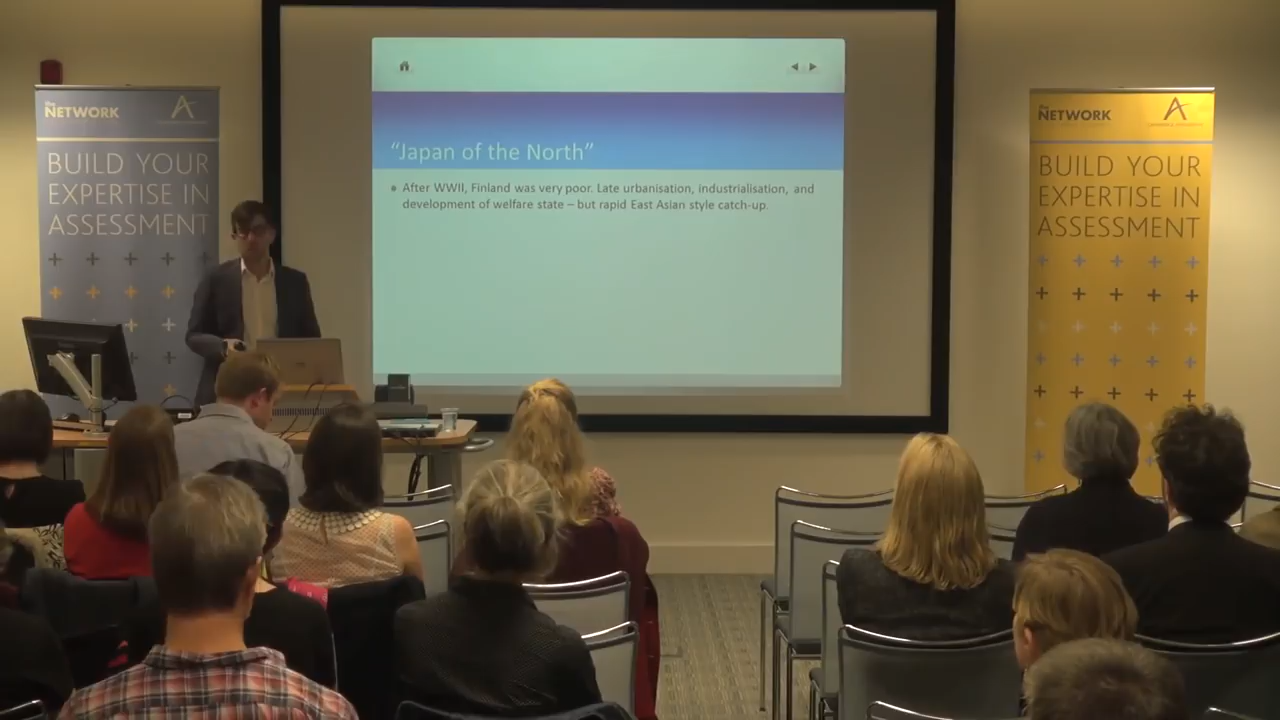 the
NETWORK
BUILD YOUR
EXPERTISE IN
ASSESSMENT
“Japan of the North”
• After WWII, Finland was very poor. Late urbanisation, industrialisation, and
development of welfare state – but rapid East Asian style catch-up.
the
NETWORK
BUILD YOUR
EXPERTISE IN
ASSESSMENT